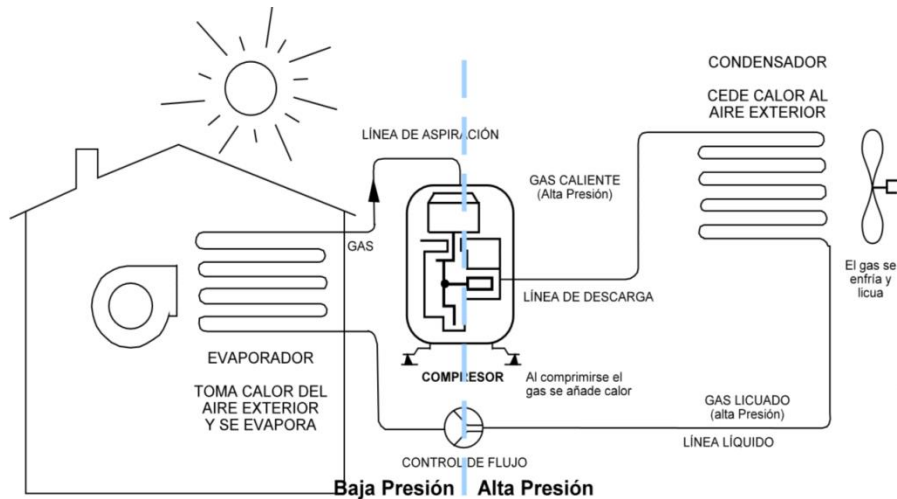 CONDENSADOR
CEDE CALOR AL
AIRE EXTERIOR
LÍNEA DE ASPIRACIÓN
GAS CALIENTE
(Alta Presión)
GAS
LÍNEA DE DESCARGA
El gas se
enfría y
licua
EVAPORADOR
TOMA CALOR DEL
AIRE EXTERIOR
Y SE EVAPORA
COMPRESOR
Al comprimirse el
gas se añade calor
GAS LICUADO
(alta Presión)
LÍNEA LÍQUIDO
CONTROL DE FLUJO
Baja Presión Alta Presión